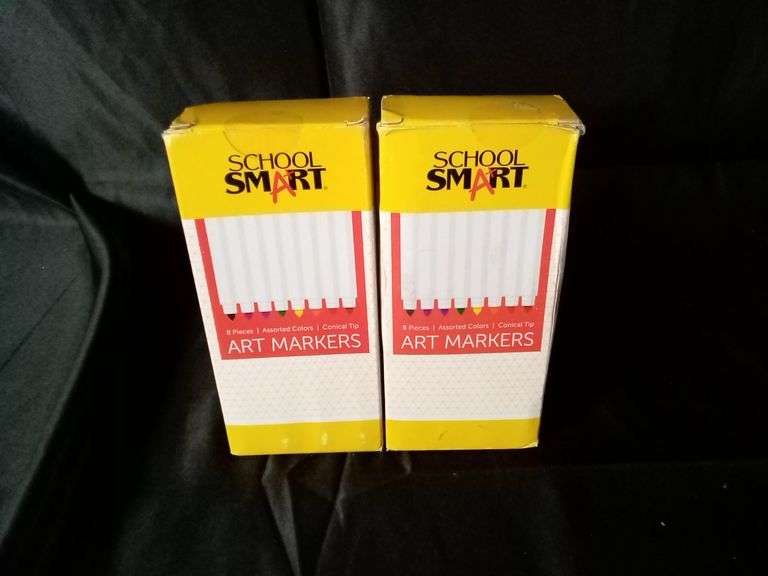 SCHOOL
SMART®
8 Pieces | Assorted Colors | Conical Tip
ART MARKERS
SCHOOL
SMART®
8 Pieces | Assorted Colors | Conical Tip
ART MARKERS